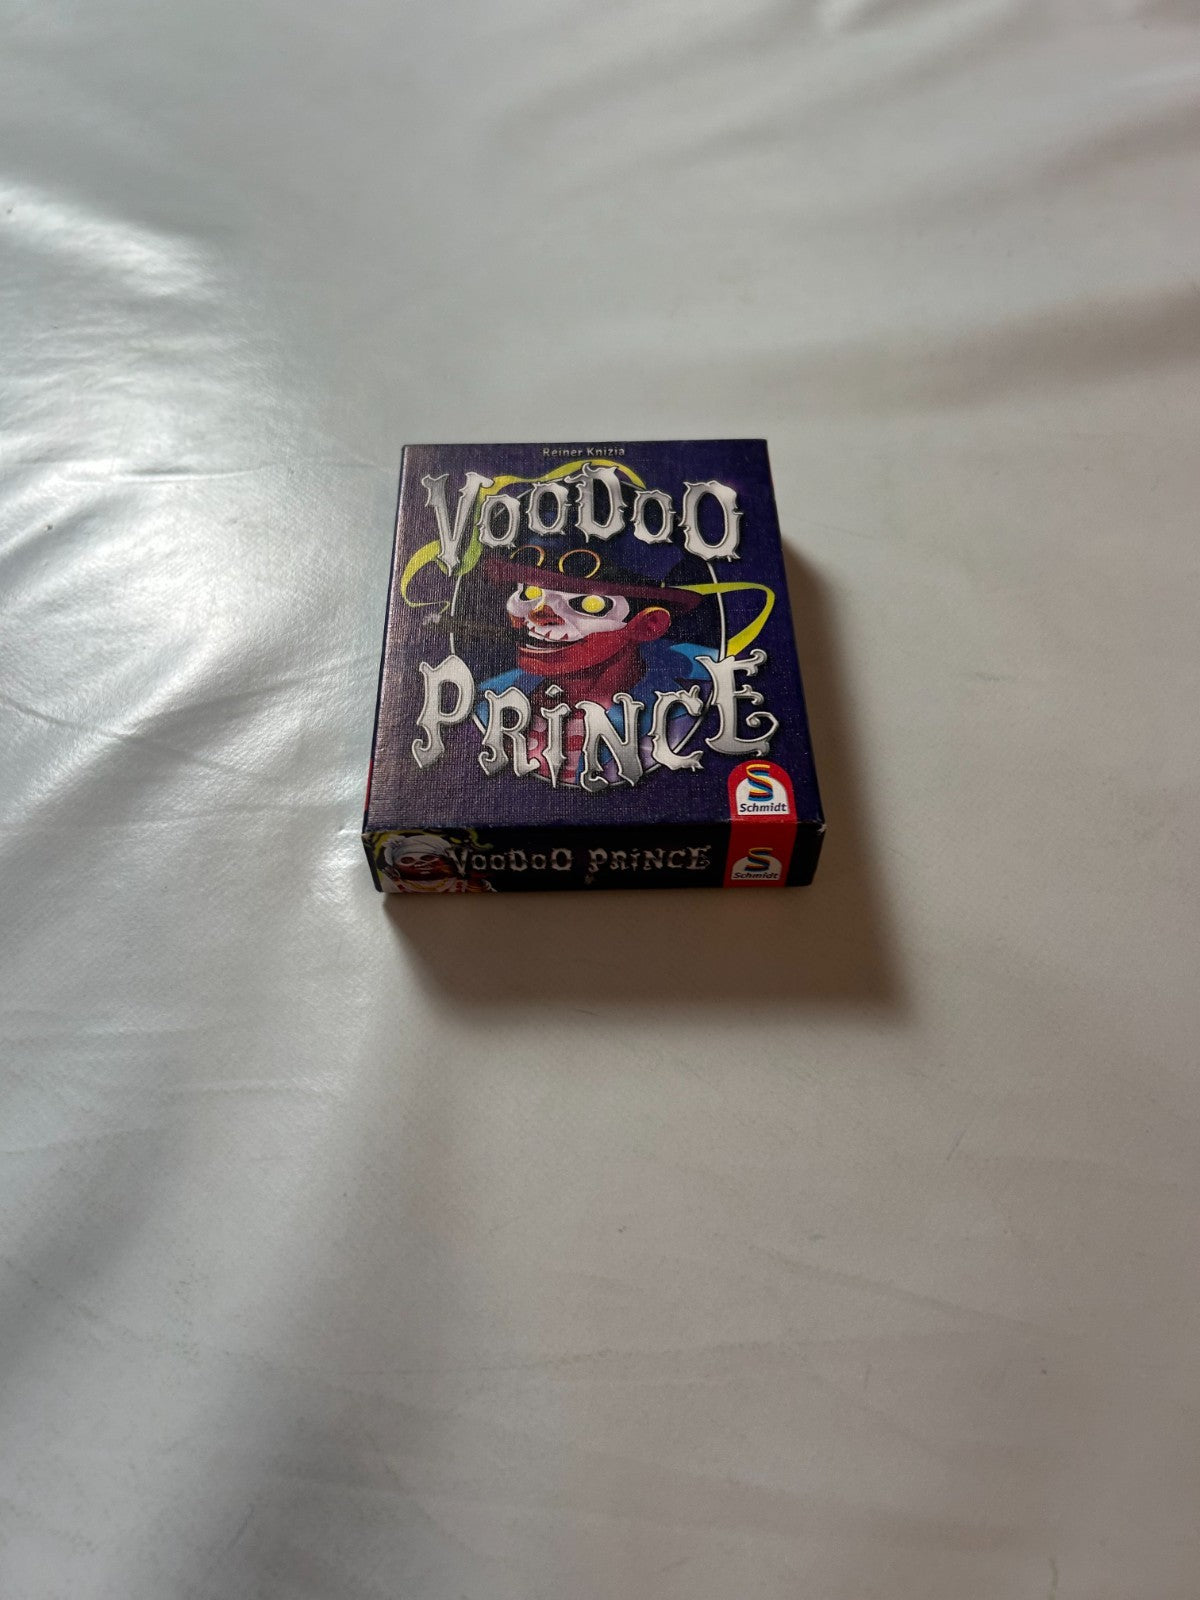 Reiner Knizia
VOODOO
PRINCE
Schmidt
VOODOO PRINCE
Schmidt